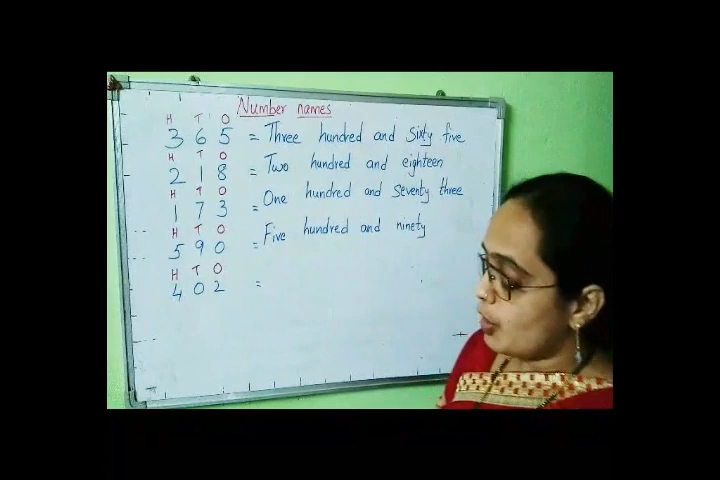 Number names
H T O
3 6 5 = Three hundred and sixty five
H T O
2 1 8 = Two hundred and eighteen
H T O
1 7 3 = One hundred and seventy three
H T O
5 9 0 = Five hundred and ninety
H T O
4 0 2 =